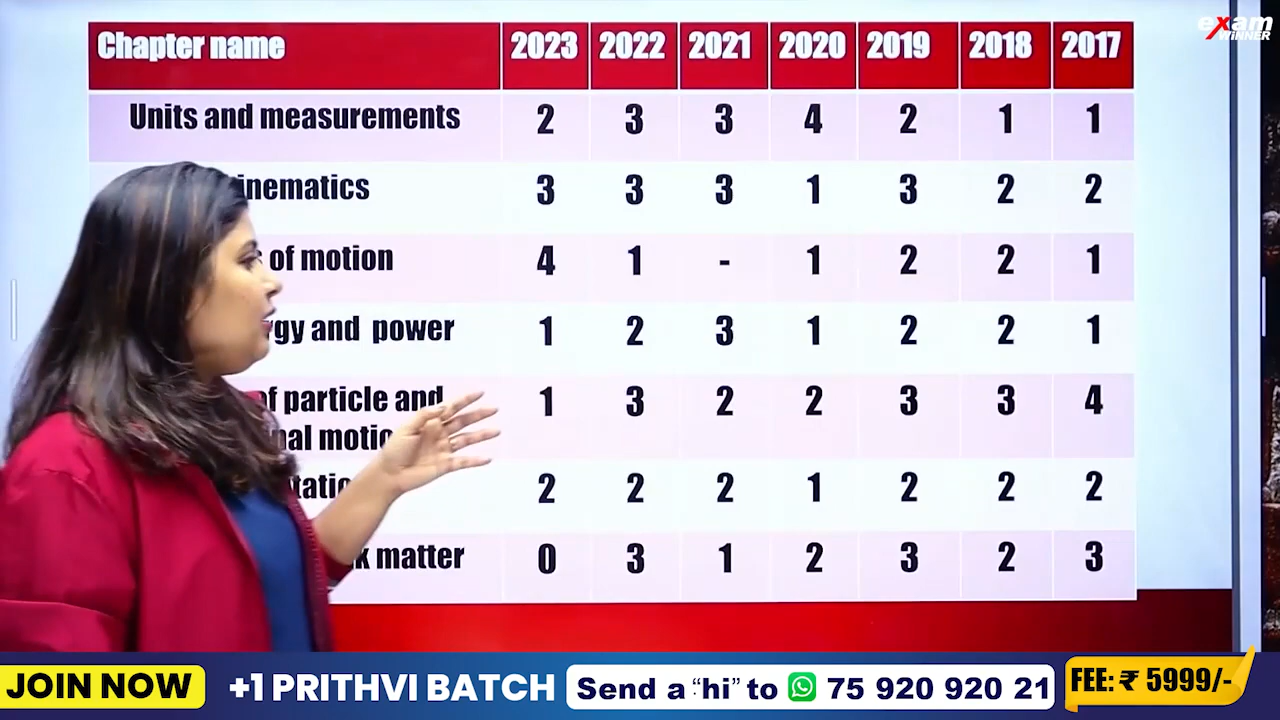 exam
WINNER
Chapter name 2023 2022 2021 2020 2019 2018 2017
Units and measurements 2 3 3 4 2 1 1
inematics 3 3 3 1 3 2 2
of motion 4 1 - 1 2 2 1
rgy and power 1 2 3 1 2 2 1
of particle and 1 3 2 2 3 3 4
nal motio
tatio 2 2 2 1 2 2 2
k matter 0 3 1 2 3 2 3
JOIN NOW +1 PRITHVI BATCH Send a “hi” to 75 920 920 21 FEE: ₹ 5999/-